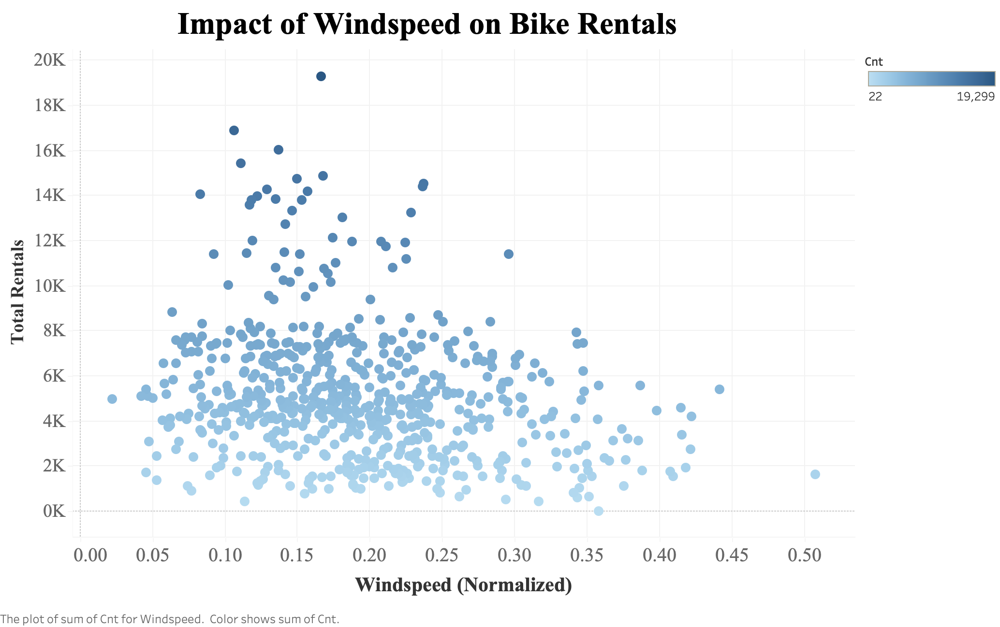 Impact of Windspeed on Bike Rentals
Cnt
22 19,299
Total Rentals
20K
18K
16K
14K
12K
10K
8K
6K
4K
2K
0K
0.00 0.05 0.10 0.15 0.20 0.25 0.30 0.35 0.40 0.45 0.50
Windspeed (Normalized)
The plot of sum of Cnt for Windspeed. Color shows sum of Cnt.